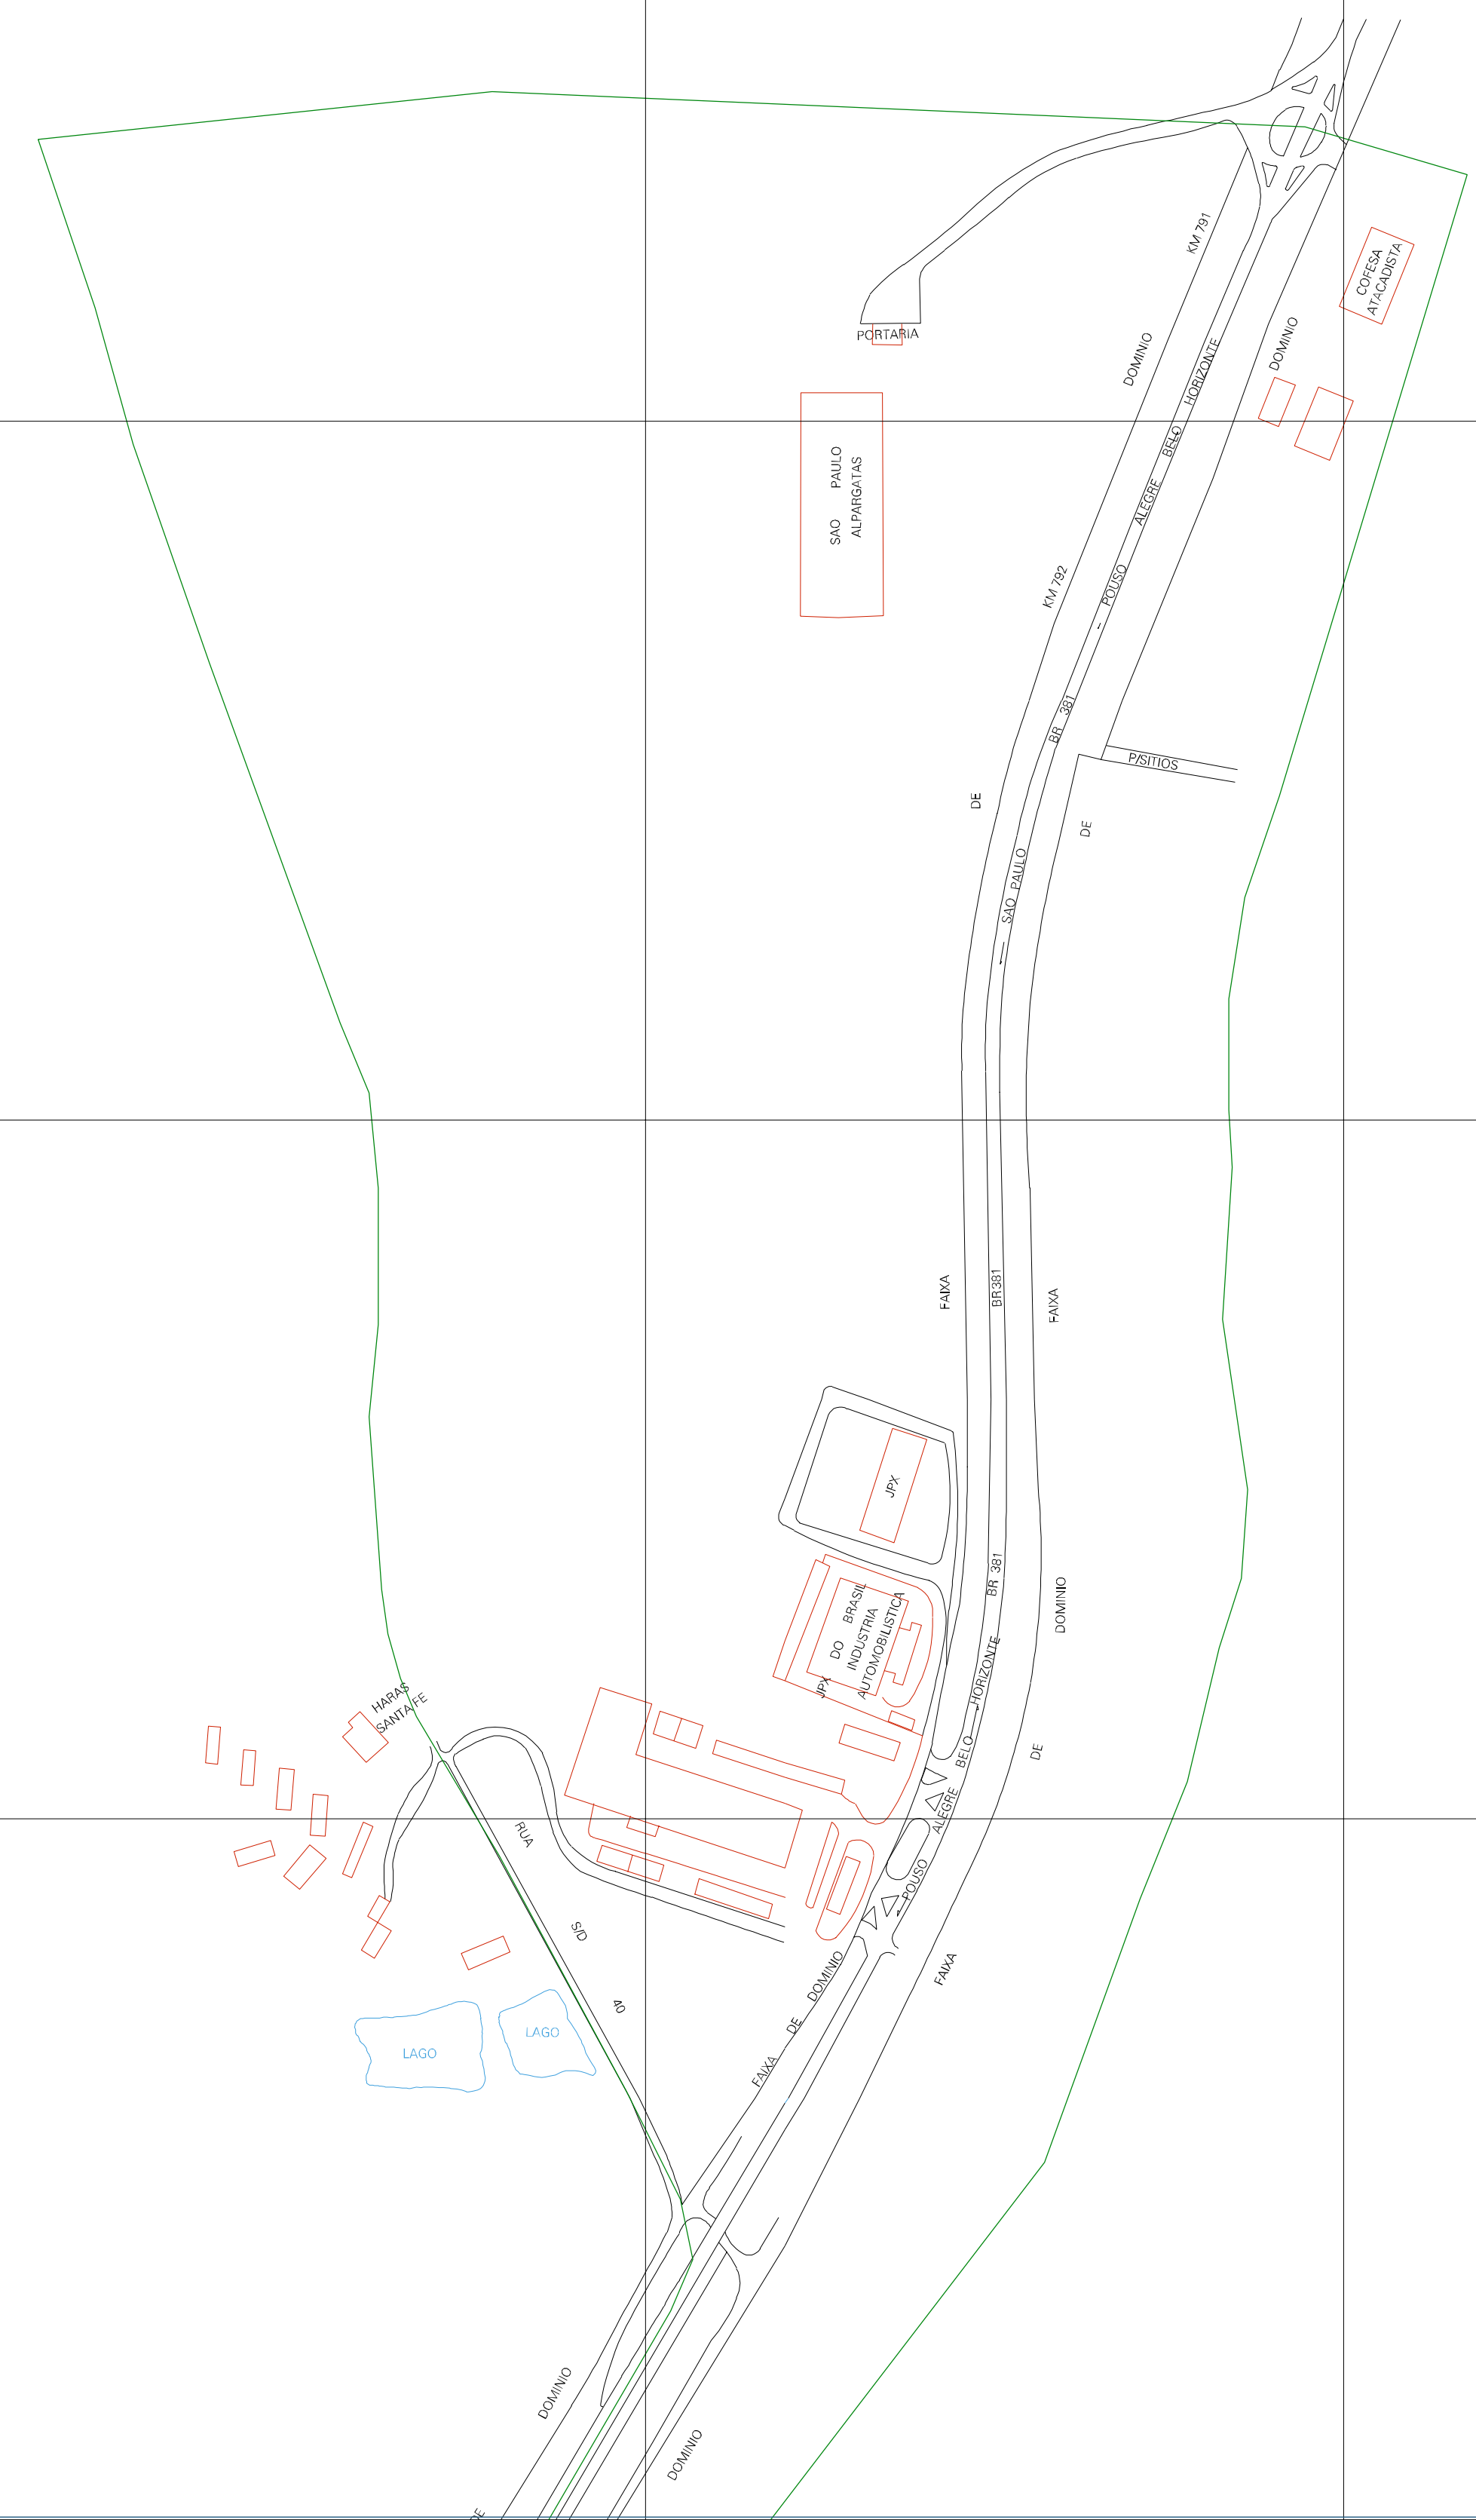 KM 791
COFESA
ATACADISTA
PORTARIA
DOMINIO
DOMINIO
HORIZONTE
BELO
SAO PAULO
ALPARGATAS
ALEGRE
KM 792
POUSO
BR 381
P/SITIOS
DE
DE
SAO PAULO
FAIXA
BR381
FAIXA
JPX
BR 381
JPX DO BRASIL
INDUSTRIA
AUTOMOBILISTICA
DOMINIO
HORIZONTE
HARAS
SANTA FE
BELO
DE
ALEGRE
RUA
POUSO
S/D
DOMINIO
FAIXA
40
DE
LAGO
LAGO
FAIXA
DOMINIO
DOMINIO
DE